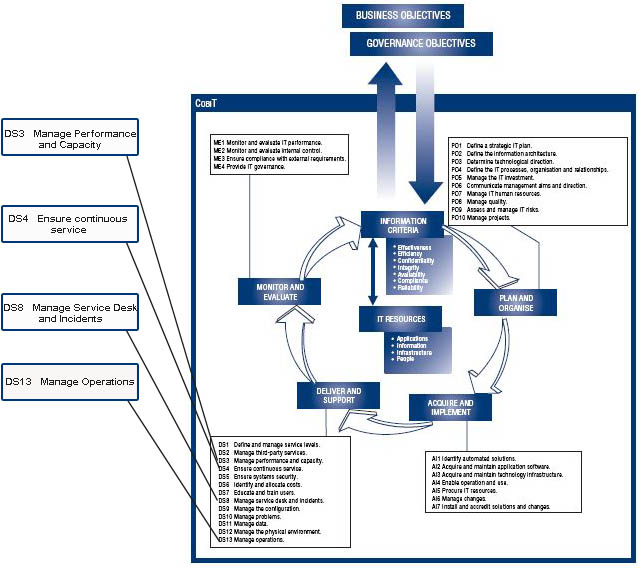 BUSINESS OBJECTIVES
GOVERNANCE OBJECTIVES
COBIT
DS3 Manage Performance
and Capacity
DS4 Ensure continuous
service
DS8 Manage Service Desk
and Incidents
DS13 Manage Operations
ME1 Monitor and evaluate IT performance.
ME2 Monitor and evaluate internal control.
ME3 Ensure compliance with external requirements.
ME4 Provide IT governance.
PO1 Define a strategic IT plan.
PO2 Define the information architecture.
PO3 Determine technological direction.
PO4 Define the IT processes, organisation and relationships.
PO5 Manage the IT investment.
PO6 Communicate management aims and direction.
PO7 Manage IT human resources.
PO8 Manage quality.
PO9 Assess and manage IT risks.
PO10 Manage projects.
INFORMATION
CRITERIA
• Effectiveness
• Efficiency
• Confidentiality
• Integrity
• Availability
• Compliance
• Reliability
MONITOR AND
EVALUATE
PLAN AND
ORGANISE
IT RESOURCES
• Applications
• Information
• Infrastructure
• People
DELIVER AND
SUPPORT
ACQUIRE AND
IMPLEMENT
DS1 Define and manage service levels.
DS2 Manage third-party services.
DS3 Manage performance and capacity.
DS4 Ensure continuous service.
DS5 Ensure systems security.
DS6 Identify and allocate costs.
DS7 Educate and train users.
DS8 Manage service desk and incidents.
DS9 Manage the configuration.
DS10 Manage problems.
DS11 Manage data.
DS12 Manage the physical environment.
DS13 Manage operations.
AI1 Identify automated solutions.
AI2 Acquire and maintain application software.
AI3 Acquire and maintain technology infrastructure.
AI4 Enable operation and use.
AI5 Procure IT resources.
AI6 Manage changes.
AI7 Install and accredit solutions and changes.